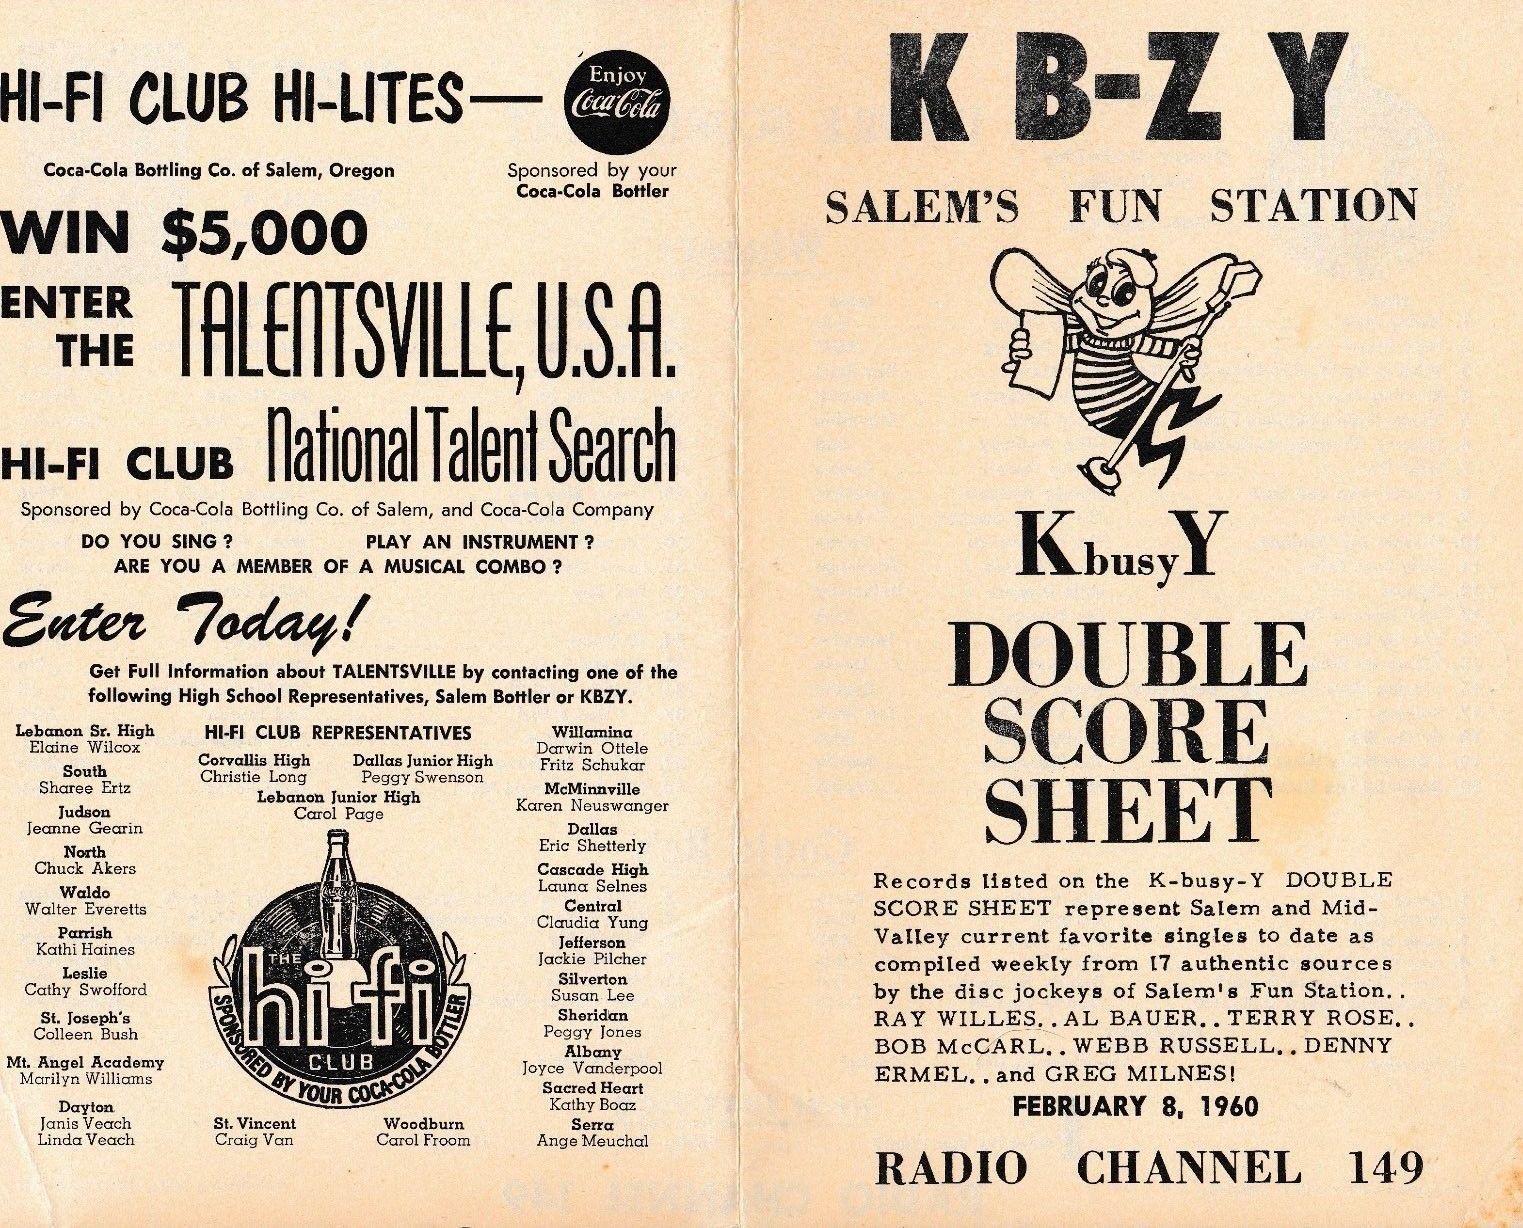 HI-FI CLUB HI-LITES—
Enjoy
Coca-Cola
Coca-Cola Bottling Co. of Salem, Oregon
Sponsored by your
Coca-Cola Bottler
WIN $5,000
ENTER
THE
TALENTSVILLE, U.S.A.
HI-FI CLUB National Talent Search
Sponsored by Coca-Cola Bottling Co. of Salem, and Coca-Cola Company
DO YOU SING? PLAY AN INSTRUMENT?
ARE YOU A MEMBER OF A MUSICAL COMBO?
Enter Today!
Get Full Information about TALENTSVILLE by contacting one of the
following High School Representatives, Salem Bottler or KBZY.
Lebanon Sr. High
Elaine Wilcox
South
Sharee Ertz
Judson
Jeanne Gearin
North
Chuck Akers
Waldo
Walter Everetts
Parrish
Kathi Haines
Leslie
Cathy Swofford
St. Joseph's
Colleen Bush
Mt. Angel Academy
Marilyn Williams
Dayton
Janis Veach
Linda Veach
HI-FI CLUB REPRESENTATIVES
Corvallis High
Christie Long
Dallas Junior High
Peggy Swenson
Lebanon Junior High
Carol Page
Coca-Cola
THE
hi fi
CLUB
SPONSORED BY YOUR COCA-COLA BOTTLER
St. Vincent
Craig Van
Woodburn
Carol Froom
Willamina
Darwin Ottele
Fritz Schukar
McMinnville
Karen Neuswanger
Dallas
Eric Shetterly
Cascade High
Launa Selnes
Central
Claudia Yung
Jefferson
Jackie Pilcher
Silverton
Susan Lee
Sheridan
Peggy Jones
Albany
Joyce Vanderpool
Sacred Heart
Kathy Boaz
Serra
Ange Meuchal
K B-Z Y
SALEM'S FUN STATION
KbusyY
DOUBLE
SCORE
SHEET
Records listed on the K-busy-Y DOUBLE
SCORE SHEET represent Salem and Mid-
Valley current favorite singles to date as
compiled weekly from 17 authentic sources
by the disc jockeys of Salem's Fun Station..
RAY WILLES..AL BAUER..TERRY ROSE..
BOB McCARL..WEBB RUSSELL..DENNY
ERMEL..and GREG MILNES!
FEBRUARY 8, 1960
RADIO CHANNEL 149